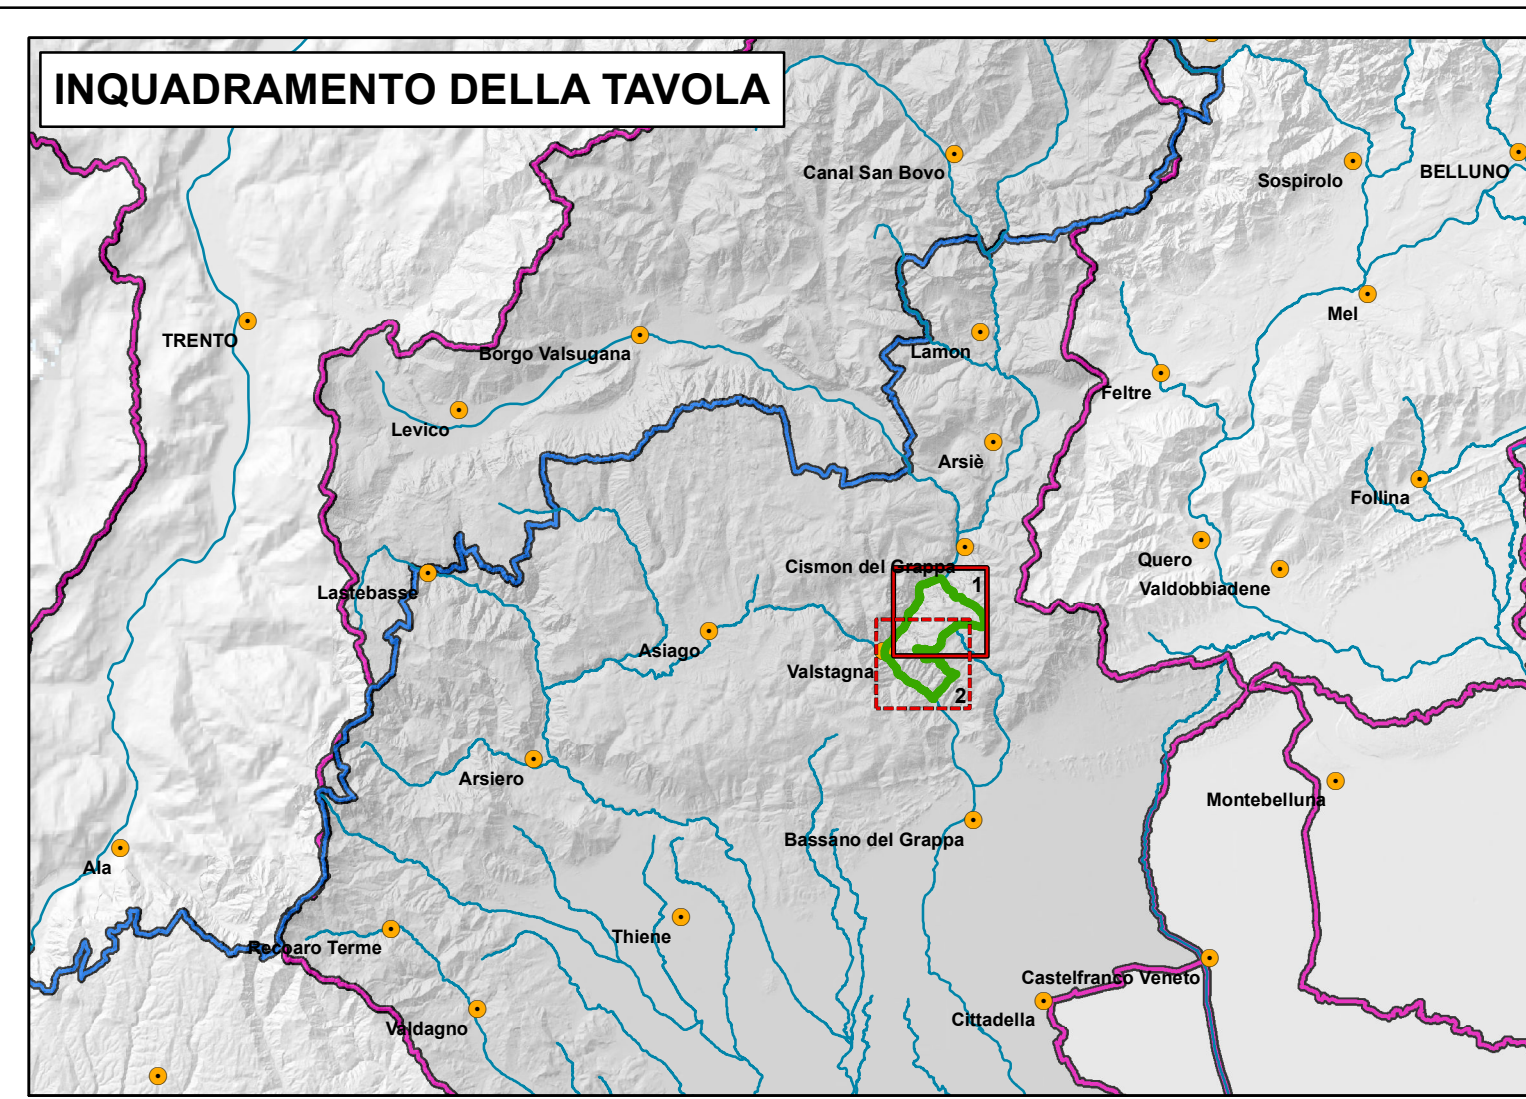 INQUADRAMENTO DELLA TAVOLA
Canal San Bovo
Sospirolo
BELLUNO
Mel
TRENTO
Borgo Valsugana
Lamon
Feltre
Levico
Arsiè
Follina
Quero
Cismon del Grappa
Valdobbiadene
1
Lastebasse
Asiago
Valstagna
2
Arsiero
Montebelluna
Bassano del Grappa
Ala
Thiene
Recoaro Terme
Castelfranco Veneto
Cittadella
Valdagno